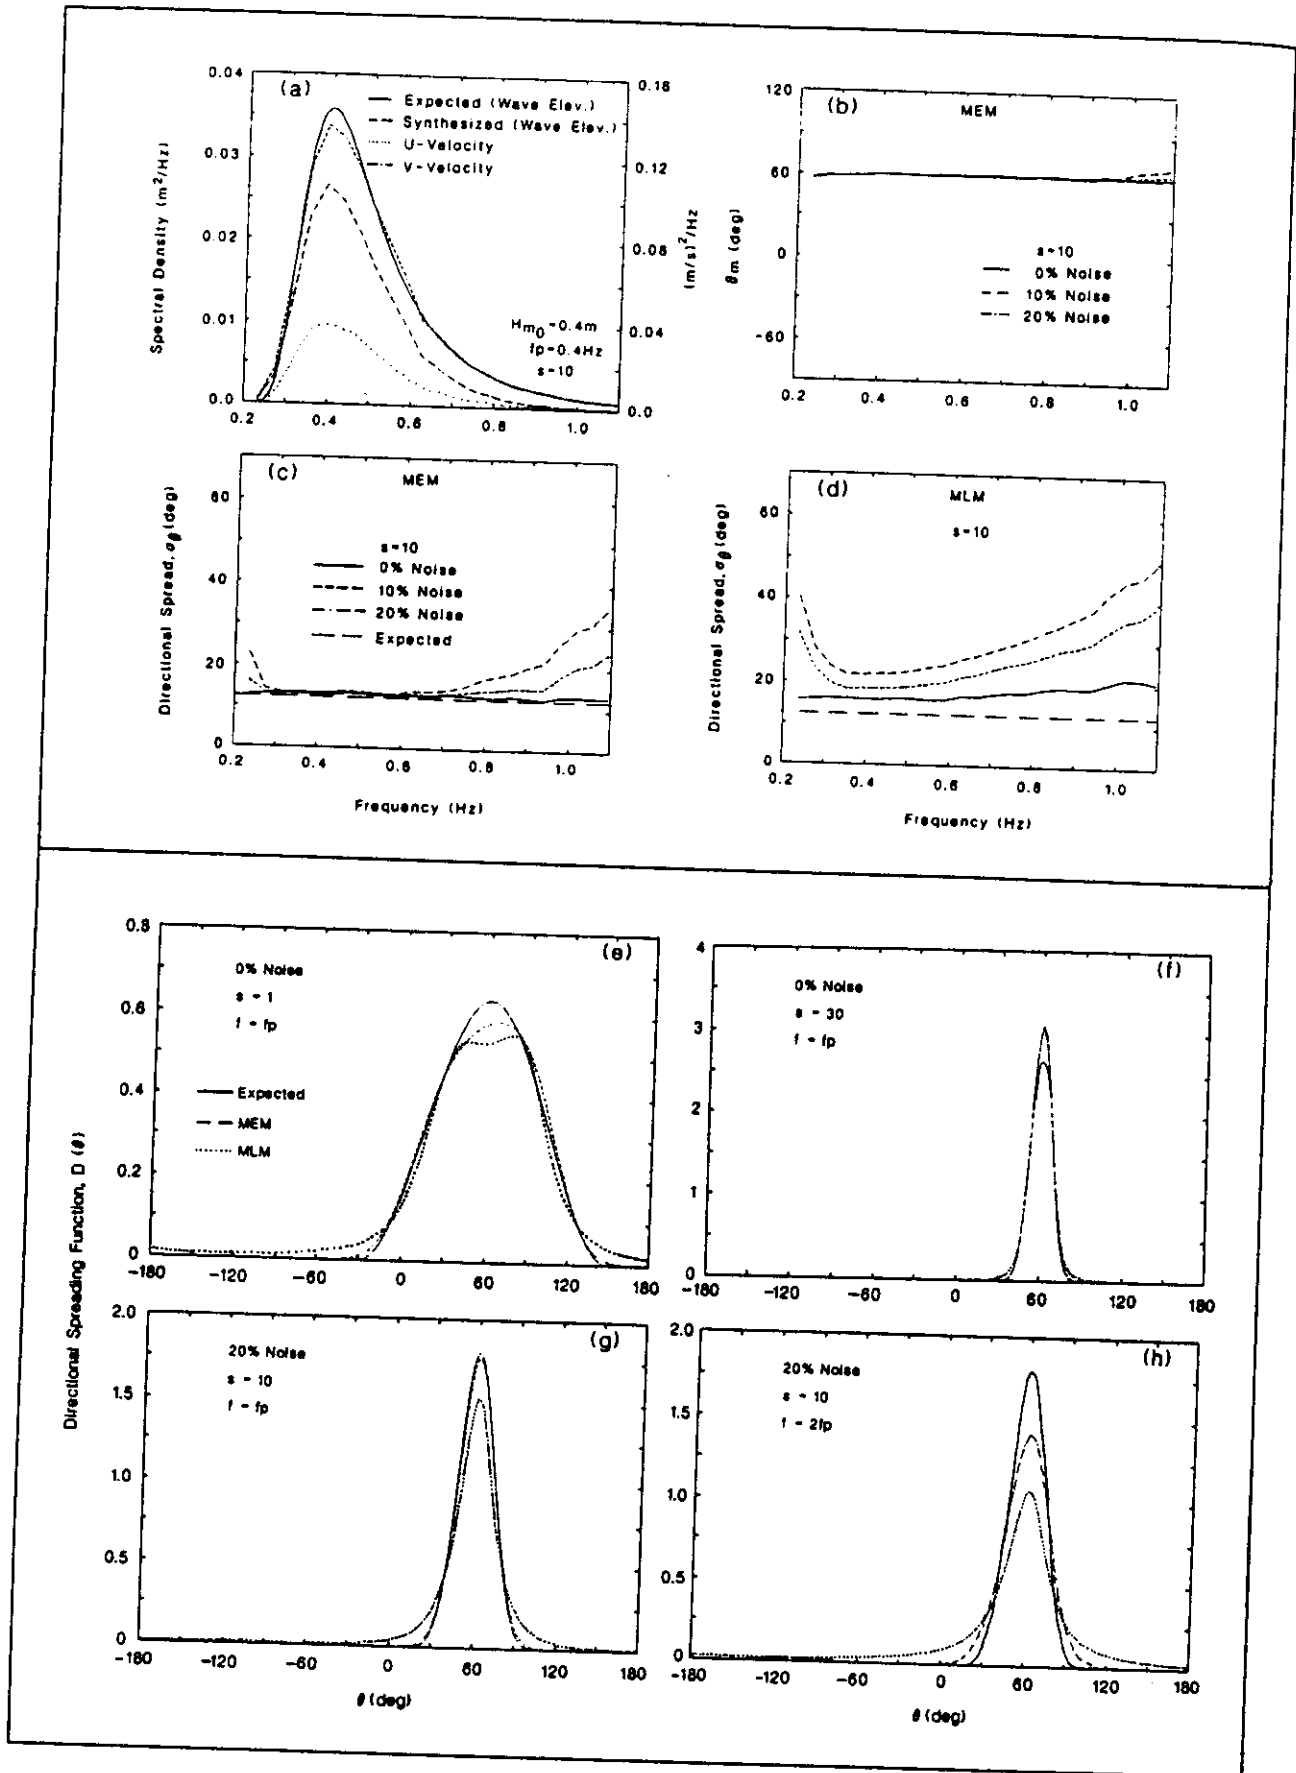 (a)
Expected (Wave Elev.)
Synthesized (Wave Elev.)
U-Velocity
V-Velocity
Hm0=0.4m
fp=0.4Hz
s=10
Spectral Density (m²/Hz)
0.04
0.03
0.02
0.01
0.0
0.2 0.4 0.6 0.8 1.0
0.18
0.12
0.08
0.04
0.0
(m/s)²/Hz
(b)
MEM
s=10
0% Noise
10% Noise
20% Noise
θm (deg)
120
60
0
-60
0.2 0.4 0.6 0.8 1.0
(c)
MEM
s=10
0% Noise
10% Noise
20% Noise
Expected
Directional Spread, σθ (deg)
60
40
20
0
0.2 0.4 0.6 0.8 1.0
Frequency (Hz)
(d)
MLM
s=10
Directional Spread, σθ (deg)
60
40
20
0
0.2 0.4 0.6 0.8 1.0
Frequency (Hz)
(e)
0% Noise
s = 1
f = fp
Expected
MEM
MLM
Directional Spreading Function, D (θ)
0.8
0.6
0.4
0.2
0
-180 -120 -60 0 60 120 180
(f)
0% Noise
s = 30
f = fp
4
3
2
1
0
-180 -120 -60 0 60 120 180
(g)
20% Noise
s = 10
f = fp
2.0
1.5
1.0
0.5
0
-180 -120 -60 0 60 120 180
θ (deg)
(h)
20% Noise
s = 10
f = 2fp
2.0
1.5
1.0
0.5
0
-180 -120 -60 0 60 120 180
θ (deg)